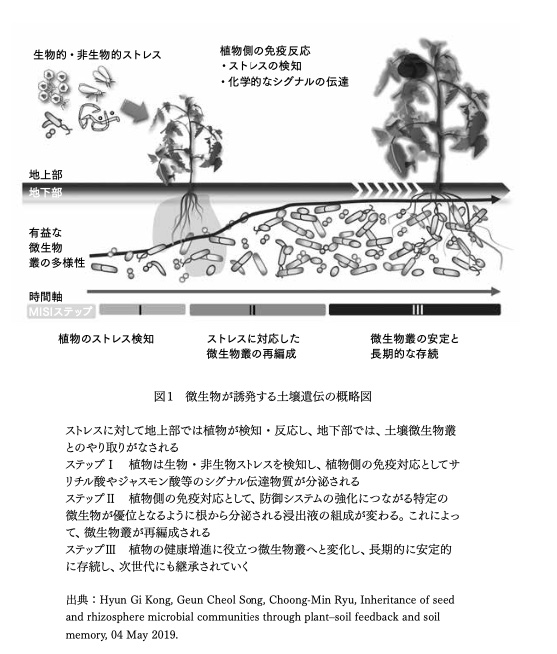 生物的・非生物的ストレス
植物側の免疫反応
・ストレスの検知
・化学的なシグナルの伝達
地上部
地下部
有益な
微生物
叢の多様性
時間軸
MISIステップ
I
II
III
植物のストレス検知
ストレスに対応した
微生物叢の再編成
微生物叢の安定と
長期的な存続
図1 微生物が誘発する土壌遺伝の概略図
ストレスに対して地上部では植物が検知・反応し、地下部では、土壌微生物叢
とのやり取りがなされる
ステップⅠ 植物は生物・非生物ストレスを検知し、植物側の免疫対応としてサ
リチル酸やジャスモン酸等のシグナル伝達物質が分泌される
ステップⅡ 植物側の免疫対応として、防御システムの強化につながる特定の
微生物が優位となるように根から分泌される浸出液の組成が変わる。これによっ
て、微生物叢が再編成される
ステップⅢ 植物の健康増進に役立つ微生物叢へと変化し、長期的に安定的
に存続し、次世代にも継承されていく
出典：Hyun Gi Kong, Geun Cheol Song, Choong-Min Ryu, Inheritance of seed
and rhizosphere microbial communities through plant–soil feedback and soil
memory, 04 May 2019.